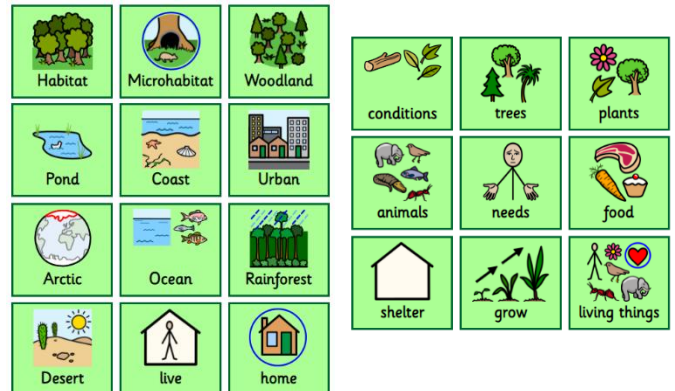 Habitat
Microhabitat
Woodland
Pond
Coast
Urban
Arctic
Ocean
Rainforest
Desert
live
home
conditions
trees
plants
animals
needs
food
shelter
grow
living things